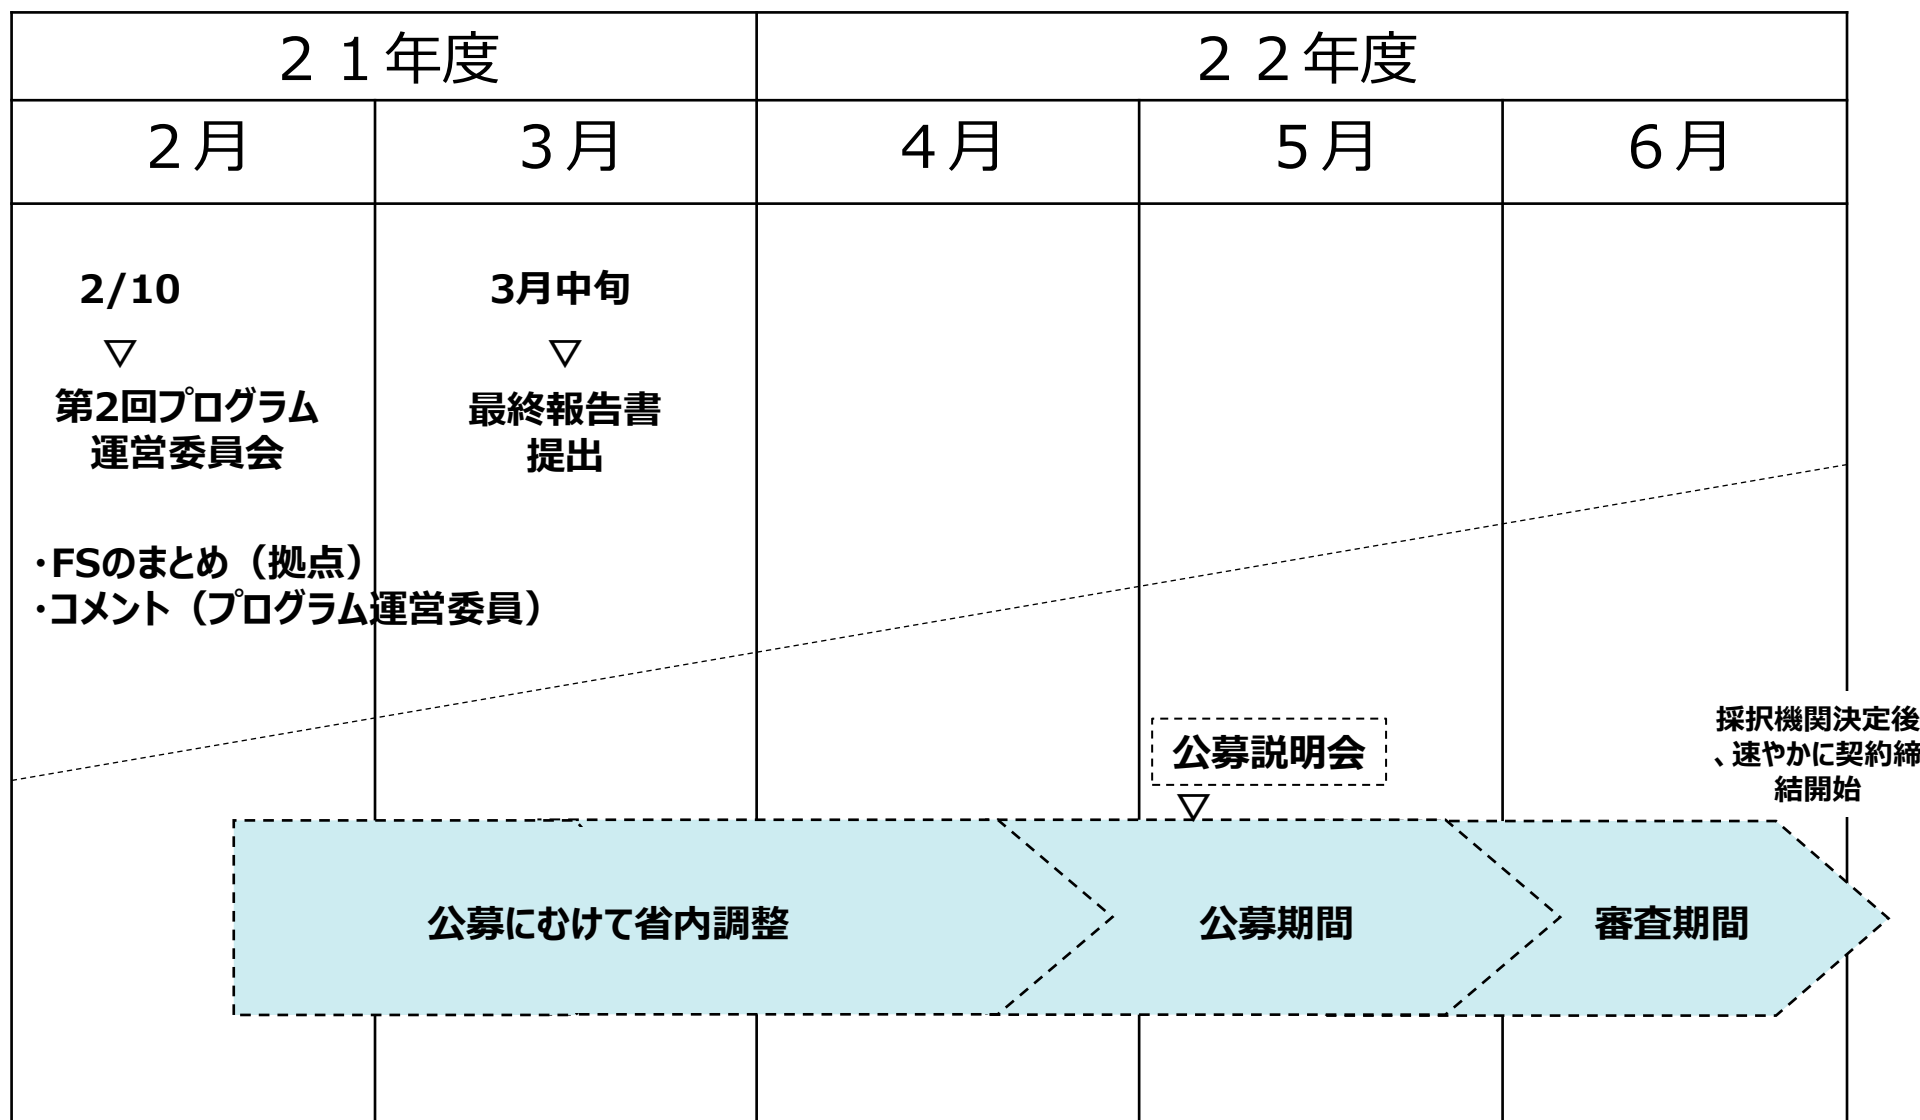 ２１年度
２２年度
２月
３月
４月
５月
６月
2/10
▽
第2回プログラム
運営委員会
3月中旬
▽
最終報告書
提出
・FSのまとめ（拠点）
・コメント（プログラム運営委員）
公募説明会
▽
採択機関決定後
、速やかに契約締
結開始
公募にむけて省内調整
公募期間
審査期間